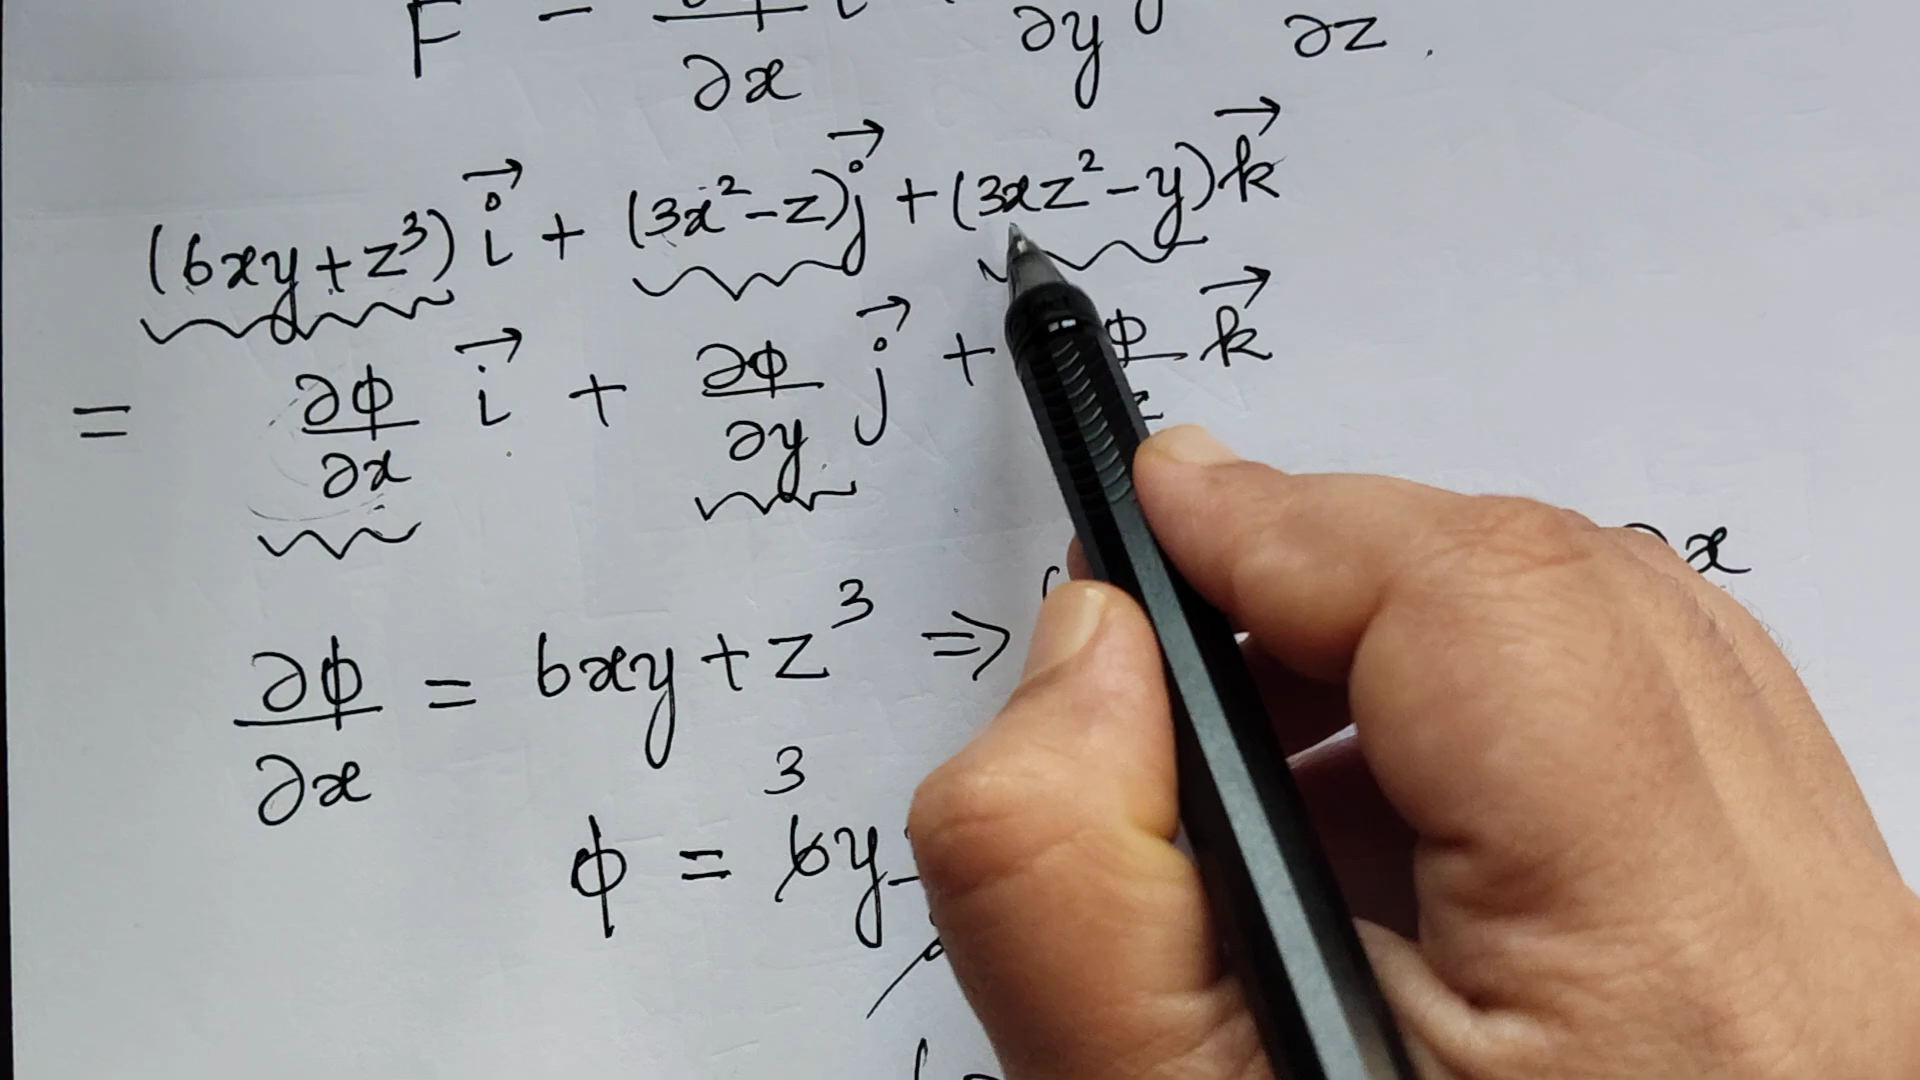 F = ∂ϕ/∂x i ∂y j ∂z .
(6xy+z³) i⃗ + (3x²-z) j⃗ + (3xz²-y) k⃗
= ∂ϕ/∂x i⃗ + ∂ϕ/∂y j⃗ + ϕ k⃗
∂ϕ/∂x = 6xy + z³ ⇒ ∂x
3
ϕ = 6y